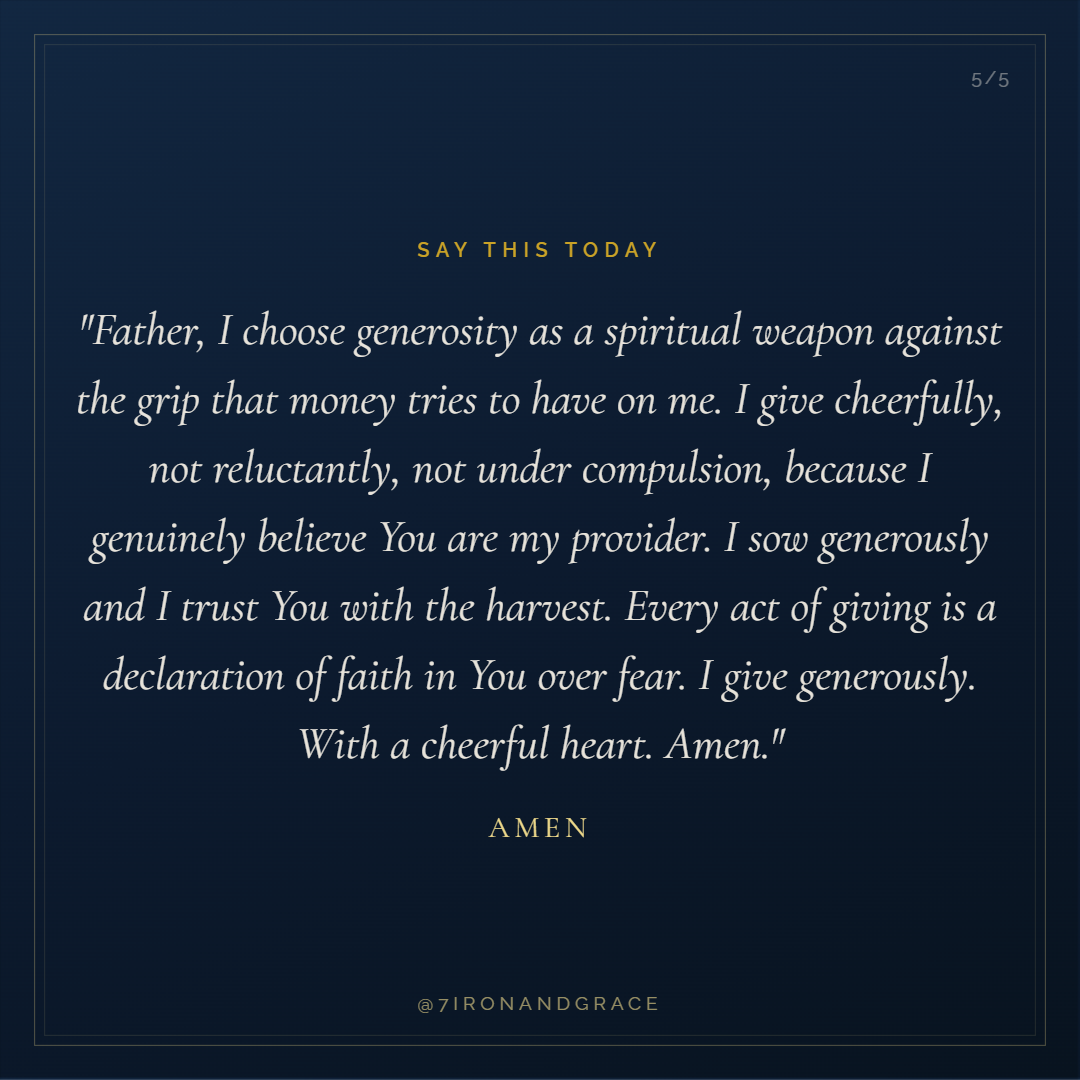 5/5
SAY THIS TODAY
"Father, I choose generosity as a spiritual weapon against
the grip that money tries to have on me. I give cheerfully,
not reluctantly, not under compulsion, because I
genuinely believe You are my provider. I sow generously
and I trust You with the harvest. Every act of giving is a
declaration of faith in You over fear. I give generously.
With a cheerful heart. Amen."
AMEN
@7IRONANDGRACE